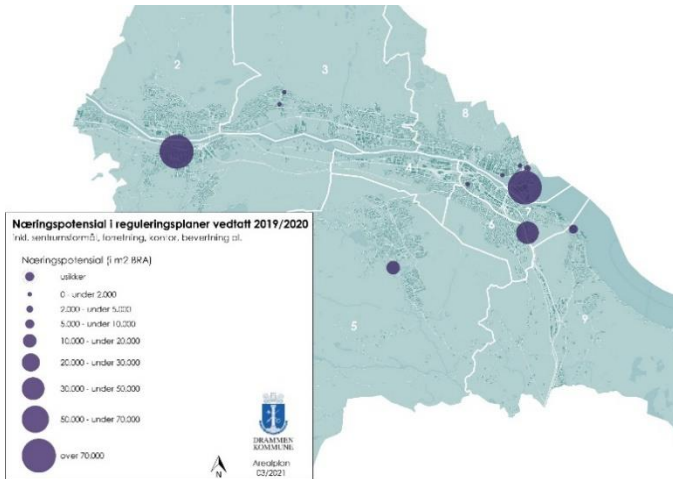 2
3
8
4
7
6
5
9
Næringspotensial i reguleringsplaner vedtatt 2019/2020
Inkl. sentrumsformål, forretning, kontor, bevertning ol.
Næringspotensial (i m2 BRA)
usikker
0 - under 2.000
2.000 - under 5.000
5.000 - under 10.000
10.000 - under 20.000
20.000 - under 30.000
30.000 - under 50.000
50.000 - under 70.000
over 70.000
DRAMMEN
KOMMUNE
Arealplan
03/2021
N